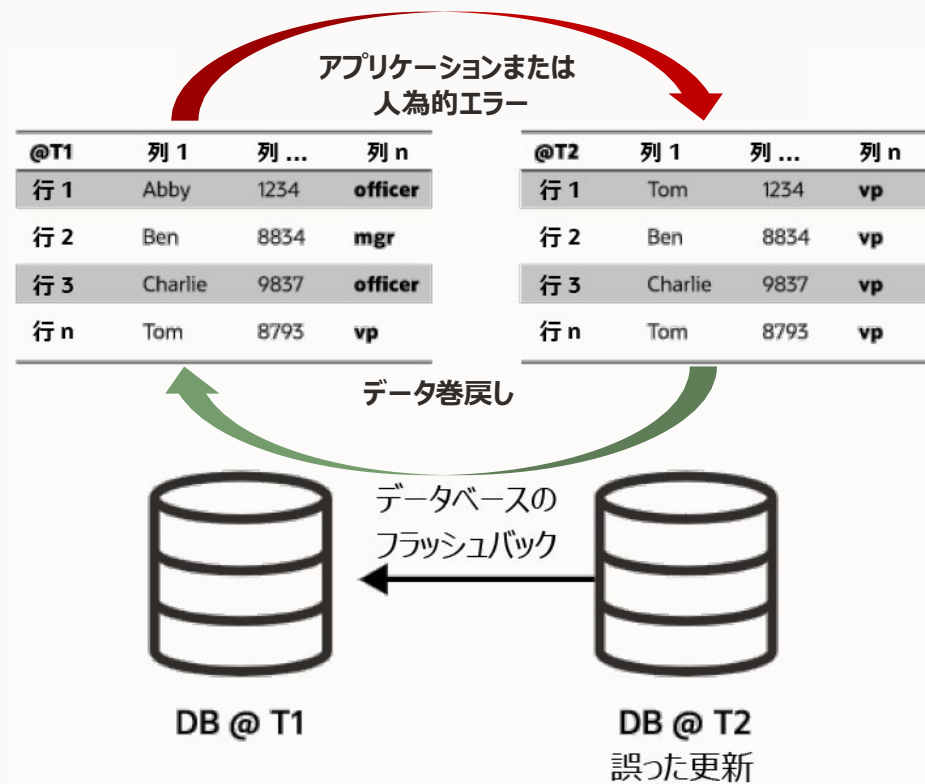 アプリケーションまたは
人為的エラー
@T1 列 1 列 ... 列 n
行 1 Abby 1234 officer
行 2 Ben 8834 mgr
行 3 Charlie 9837 officer
行 n Tom 8793 vp
@T2 列 1 列 ... 列 n
行 1 Tom 1234 vp
行 2 Ben 8834 vp
行 3 Charlie 9837 vp
行 n Tom 8793 vp
データ巻戻し
データベースの
フラッシュバック
DB @ T1
DB @ T2
誤った更新